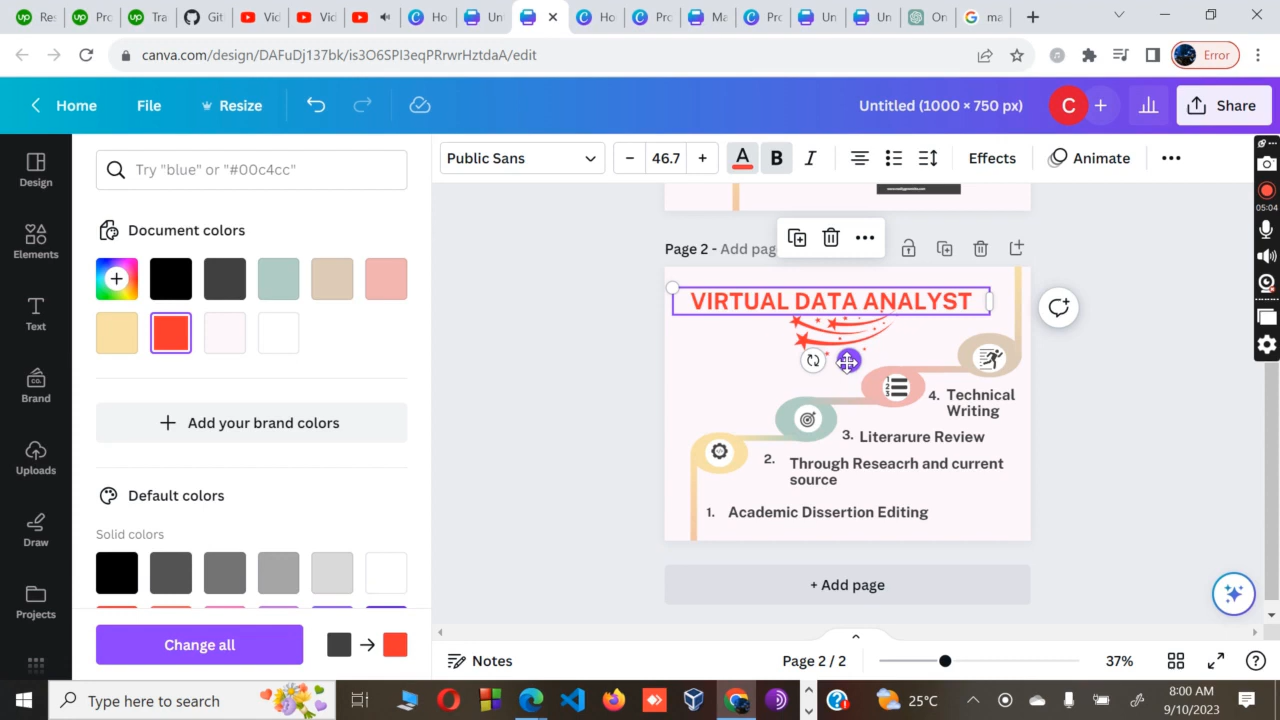 Re
Pro
Tra
Git
Vid
Vid
Ho
Un
Ho
Pro
Ma
Pro
Un
Un
On
ma
canva.com/design/DAFuDj137bk/is3O6SPI3eqPRrwrHztdaA/edit
Error
Home
File
Resize
Untitled (1000 × 750 px)
C
Share
Design
Elements
Text
Brand
Uploads
Draw
Projects
Try "blue" or "#00c4cc"
Document colors
Add your brand colors
Default colors
Solid colors
Change all
Public Sans
– 46.7 +
A B I
Effects
Animate
05:04
Page 2 - Add pag
VIRTUAL DATA ANALYST
4. Technical
Writing
3. Literarure Review
2. Through Reseacrh and current
source
1. Academic Dissertion Editing
+ Add page
Notes
Page 2 / 2
37%
Type here to search
25°C
8:00 AM
9/10/2023